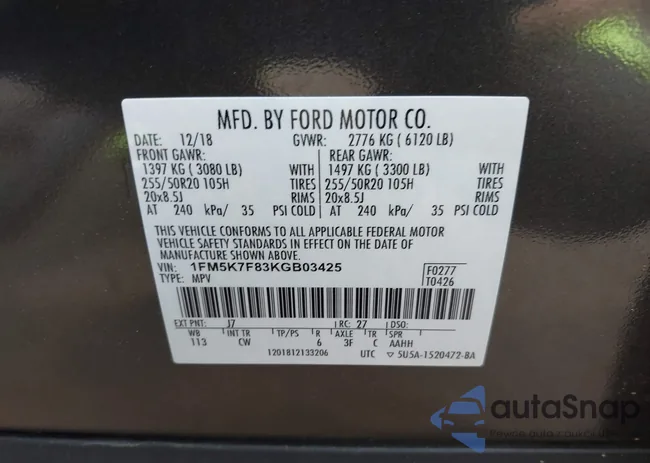 MFD. BY FORD MOTOR CO.
DATE: 12/18 GVWR: 2776 KG ( 6120 LB)
FRONT GAWR: REAR GAWR:
1397 KG ( 3080 LB) WITH 1497 KG ( 3300 LB) WITH
255/50R20 105H TIRES 255/50R20 105H TIRES
20x8.5J RIMS 20x8.5J RIMS
AT 240 kPa/ 35 PSI COLD AT 240 kPa/ 35 PSI COLD
THIS VEHICLE CONFORMS TO ALL APPLICABLE FEDERAL MOTOR
VEHICLE SAFETY STANDARDS IN EFFECT ON THE DATE OF
MANUFACTURE SHOWN ABOVE.
VIN: 1FM5K7F83KGB03425 F0277
TYPE: MPV T0426
EXT PNT: J7 RC: 27 DSO:
WB INT TR TP/PS R AXLE TR SPR
113 CW 6 3F C AAHH
1201812133206 UTC ▽ 5U5A-1520472-BA
autaSnap
Pewne auta z aukcji